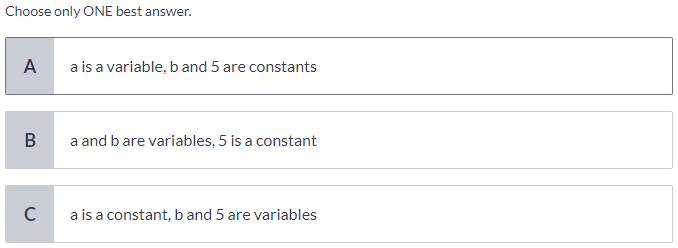 Choose only ONE best answer.
A a is a variable, b and 5 are constants
B a and b are variables, 5 is a constant
C a is a constant, b and 5 are variables